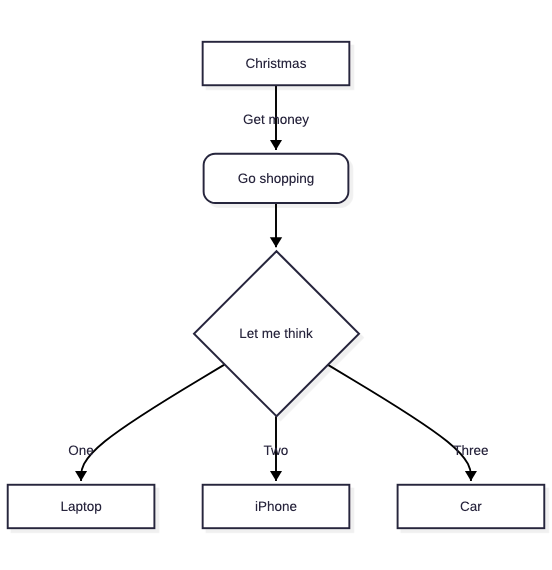 Christmas
Get money
Go shopping
Let me think
One
Two
Three
Laptop
iPhone
Car